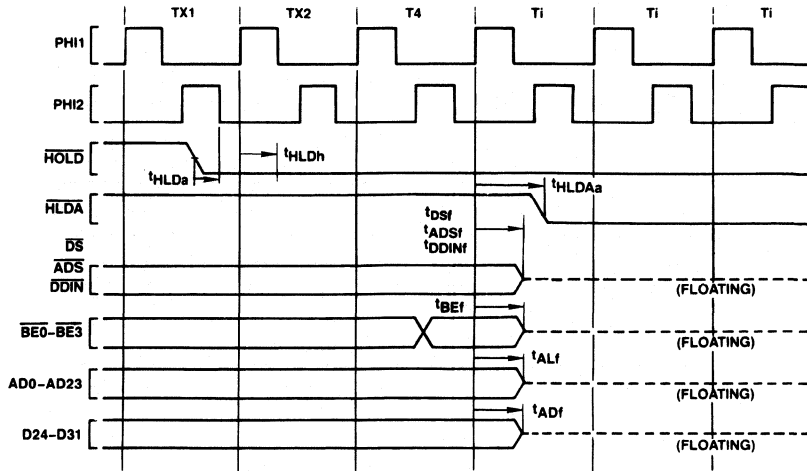 TX1 TX2 T4 Ti Ti Ti
PHI1
PHI2
HOLD
tHLDa
tHLDh
HLDA
tHLDAa
DS
ADS
DDIN
tDSf
tADSf
tDDINf
(FLOATING)
BE0–BE3
tBEf
(FLOATING)
AD0–AD23
tALf
(FLOATING)
D24–D31
tADf
(FLOATING)